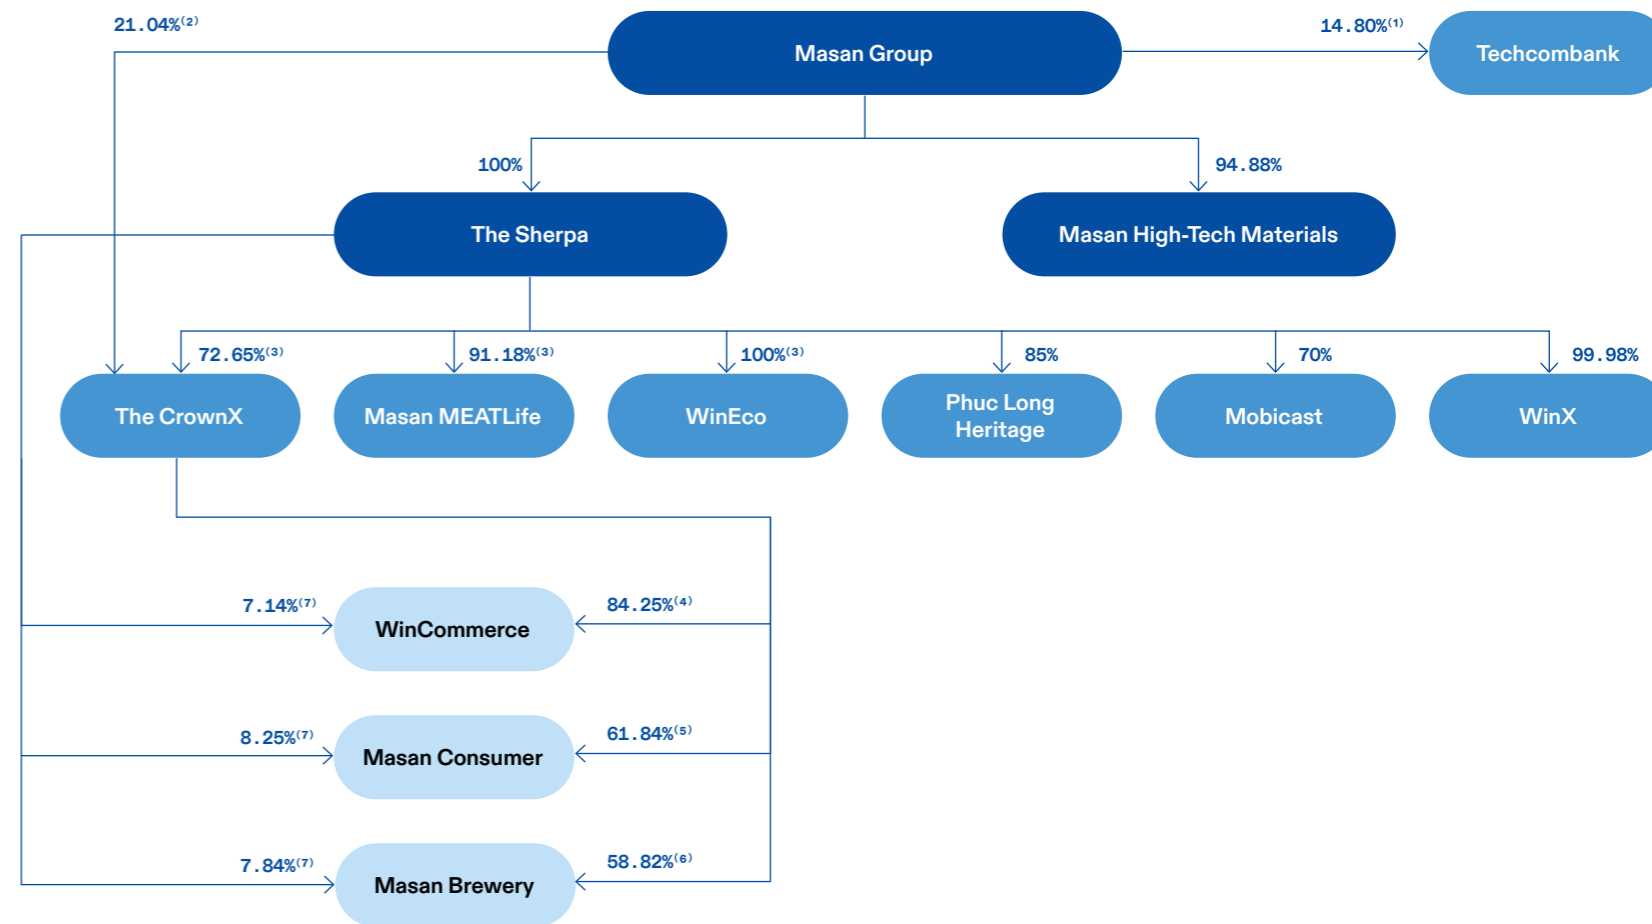 21.04%(2)
Masan Group
14.80%(1)
Techcombank
100%
94.88%
The Sherpa
Masan High-Tech Materials
72.65%(3)
91.18%(3)
100%(3)
85%
70%
99.98%
The CrownX
Masan MEATLife
WinEco
Phuc Long
Heritage
Mobicast
WinX
7.14%(7)
WinCommerce
84.25%(4)
8.25%(7)
Masan Consumer
61.84%(5)
7.84%(7)
Masan Brewery
58.82%(6)